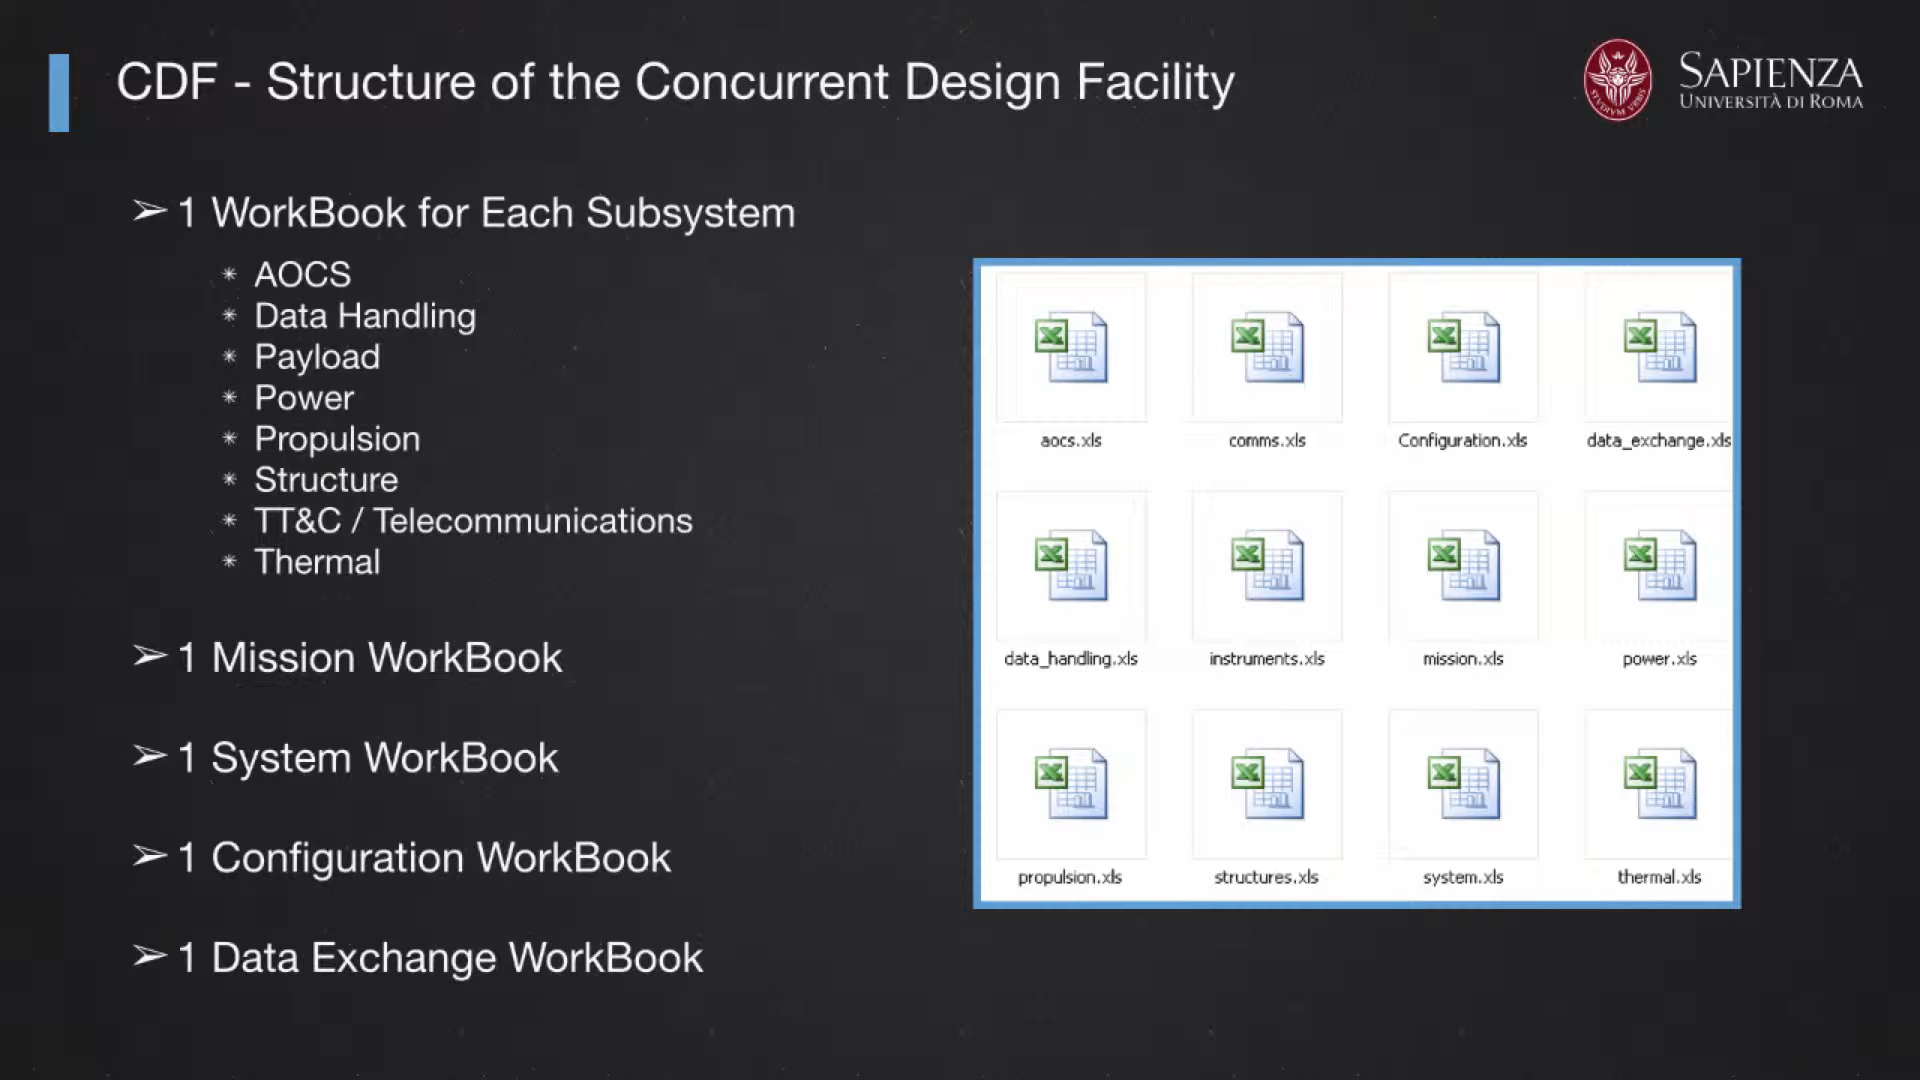 CDF - Structure of the Concurrent Design Facility
SAPIENZA
UNIVERSITÀ DI ROMA
STVDIVM VRBIS
➢ 1 WorkBook for Each Subsystem
* AOCS
* Data Handling
* Payload
* Power
* Propulsion
* Structure
* TT&C / Telecommunications
* Thermal
➢ 1 Mission WorkBook
➢ 1 System WorkBook
➢ 1 Configuration WorkBook
➢ 1 Data Exchange WorkBook
aocs.xls
comms.xls
Configuration.xls
data_exchange.xls
data_handling.xls
instruments.xls
mission.xls
power.xls
propulsion.xls
structures.xls
system.xls
thermal.xls